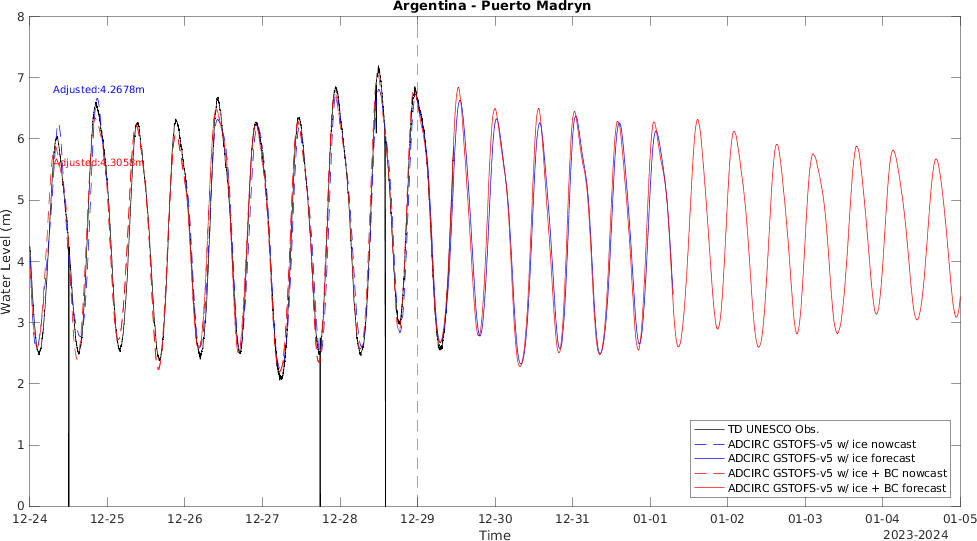 Argentina - Puerto Madryn
8
7
6
5
4
3
2
1
0
Water Level (m)
Adjusted:4.2678m
Adjusted:4.3058m
TD UNESCO Obs.
ADCIRC GSTOFS-v5 w/ ice nowcast
ADCIRC GSTOFS-v5 w/ ice forecast
ADCIRC GSTOFS-v5 w/ ice + BC nowcast
ADCIRC GSTOFS-v5 w/ ice + BC forecast
12-24 12-25 12-26 12-27 12-28 12-29 12-30 12-31 01-01 01-02 01-03 01-04 01-05
Time
2023-2024